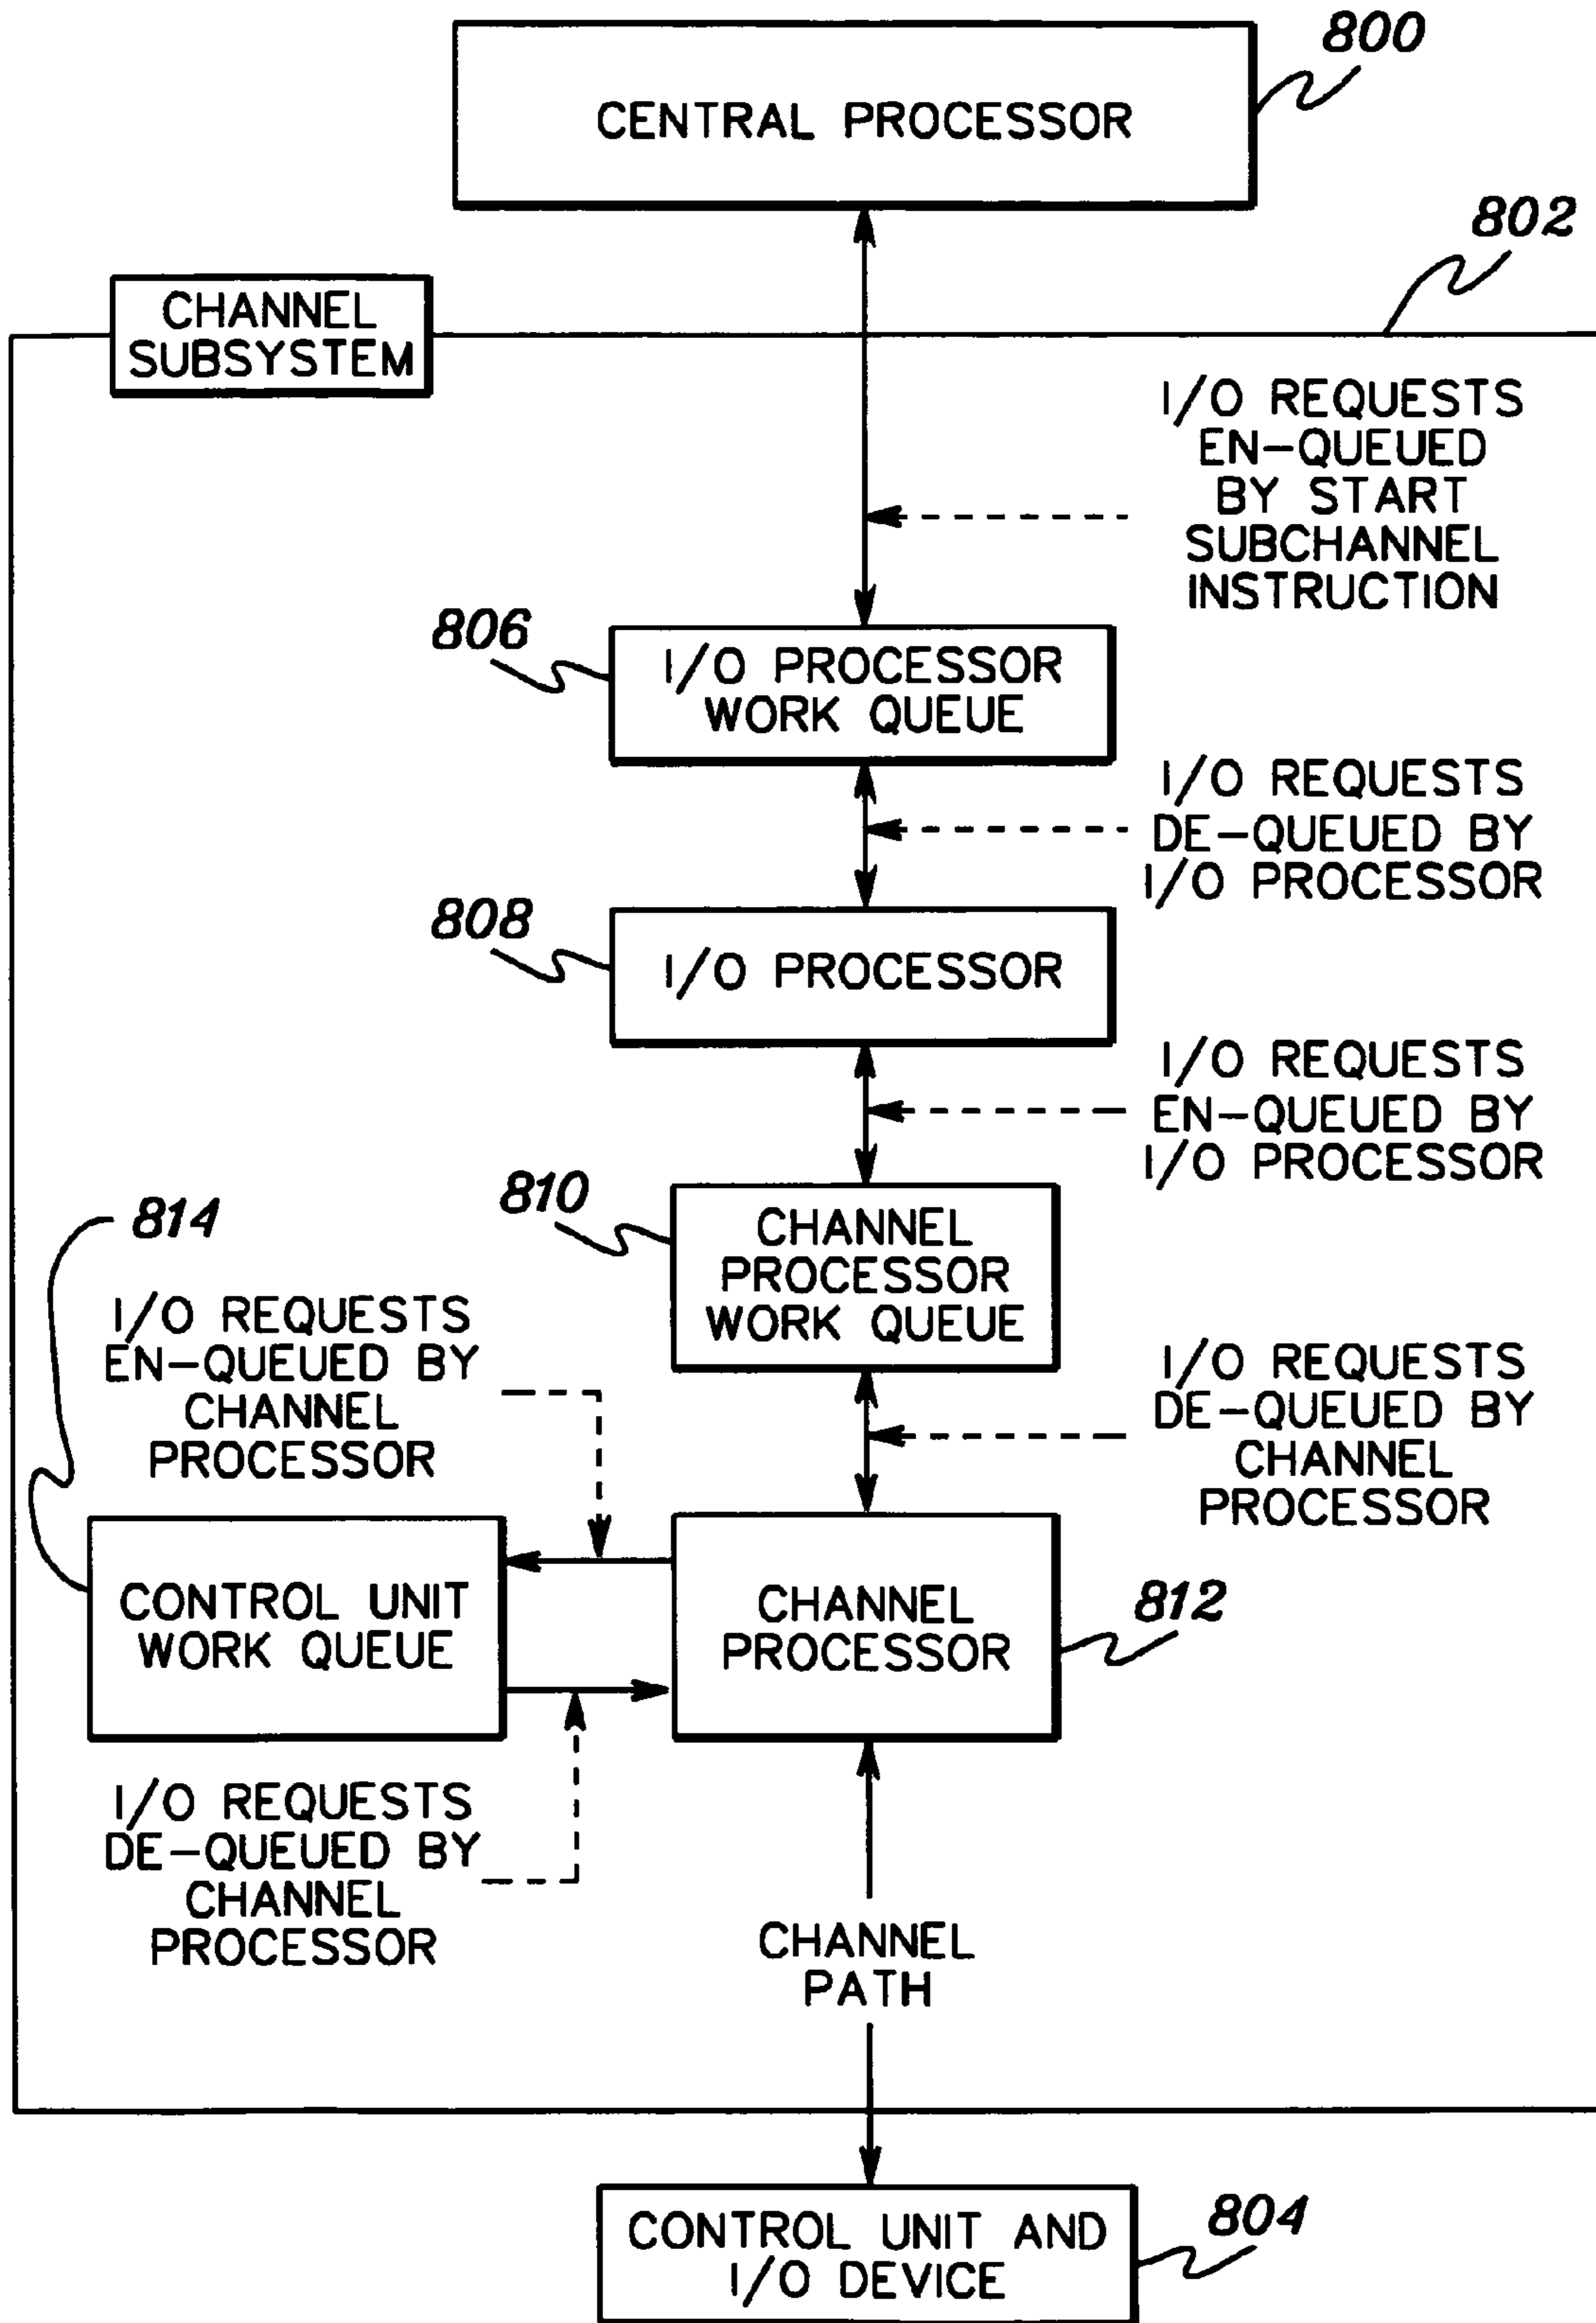 800
CENTRAL PROCESSOR
802
CHANNEL
SUBSYSTEM
I/O REQUESTS
EN-QUEUED
BY START
SUBCHANNEL
INSTRUCTION
806
I/O PROCESSOR
WORK QUEUE
I/O REQUESTS
DE-QUEUED BY
I/O PROCESSOR
808
I/O PROCESSOR
I/O REQUESTS
EN-QUEUED BY
I/O PROCESSOR
810
CHANNEL
PROCESSOR
WORK QUEUE
814
I/O REQUESTS
EN-QUEUED BY
CHANNEL
PROCESSOR
I/O REQUESTS
DE-QUEUED BY
CHANNEL
PROCESSOR
CONTROL UNIT
WORK QUEUE
CHANNEL
PROCESSOR
812
I/O REQUESTS
DE-QUEUED BY
CHANNEL
PROCESSOR
CHANNEL
PATH
CONTROL UNIT AND
I/O DEVICE
804